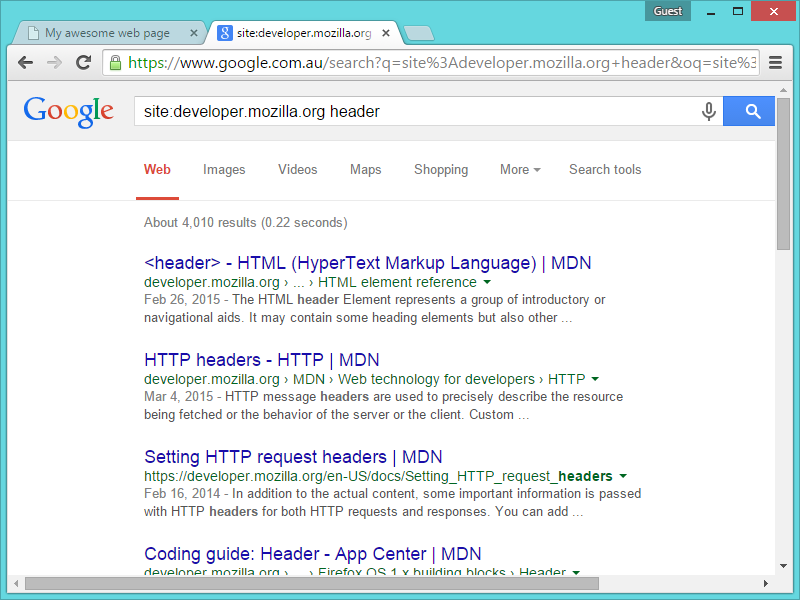 Guest
My awesome web page
site:developer.mozilla.org
https://www.google.com.au/search?q=site%3Adeveloper.mozilla.org+header&oq=site%3
Google
site:developer.mozilla.org header
Web Images Videos Maps Shopping More Search tools
About 4,010 results (0.22 seconds)
<header> - HTML (HyperText Markup Language) | MDN
developer.mozilla.org › ... › HTML element reference
Feb 26, 2015 - The HTML header Element represents a group of introductory or
navigational aids. It may contain some heading elements but also other ...
HTTP headers - HTTP | MDN
developer.mozilla.org › MDN › Web technology for developers › HTTP
Mar 4, 2015 - HTTP message headers are used to precisely describe the resource
being fetched or the behavior of the server or the client. Custom ...
Setting HTTP request headers | MDN
https://developer.mozilla.org/en-US/docs/Setting_HTTP_request_headers
Feb 16, 2014 - In addition to the actual content, some important information is passed
with HTTP headers for both HTTP requests and responses. You can add ...
Coding guide: Header - App Center | MDN
developer.mozilla.org › ... › Firefox OS 1.x building blocks › Header